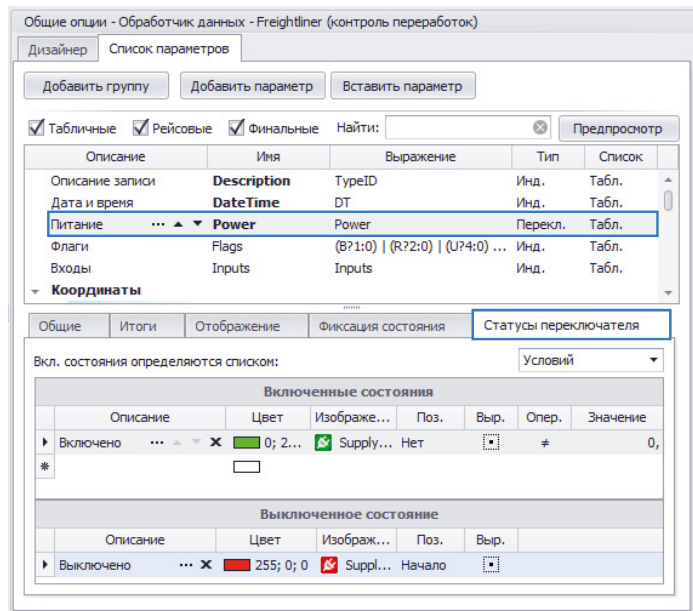 Общие опции - Обработчик данных - Freightliner (контроль переработок)
Дизайнер Список параметров
Добавить группу Добавить параметр Вставить параметр
Табличные Рейсовые Финальные Найти: Предпросмотр
Описание Имя Выражение Тип Список
Описание записи Description TypeID Инд. Табл.
Дата и время DateTime DT Инд. Табл.
Питание ... Power Power Перекл. Табл.
Флаги Flags (B?1:0) | (R?2:0) | (U?4:0) ... Инд. Табл.
Входы Inputs Inputs Инд. Табл.
Координаты
Общие Итоги Отображение Фиксация состояния Статусы переключателя
Вкл. состояния определяются списком: Условий
Включенные состояния
Описание Цвет Изображе... Поз. Выр. Опер. Значение
Включено ... 0; 2... Supply... Нет ≠ 0,
Выключенное состояние
Описание Цвет Изображ... Поз. Выр.
Выключено ... 255; 0; 0 Suppl... Начало